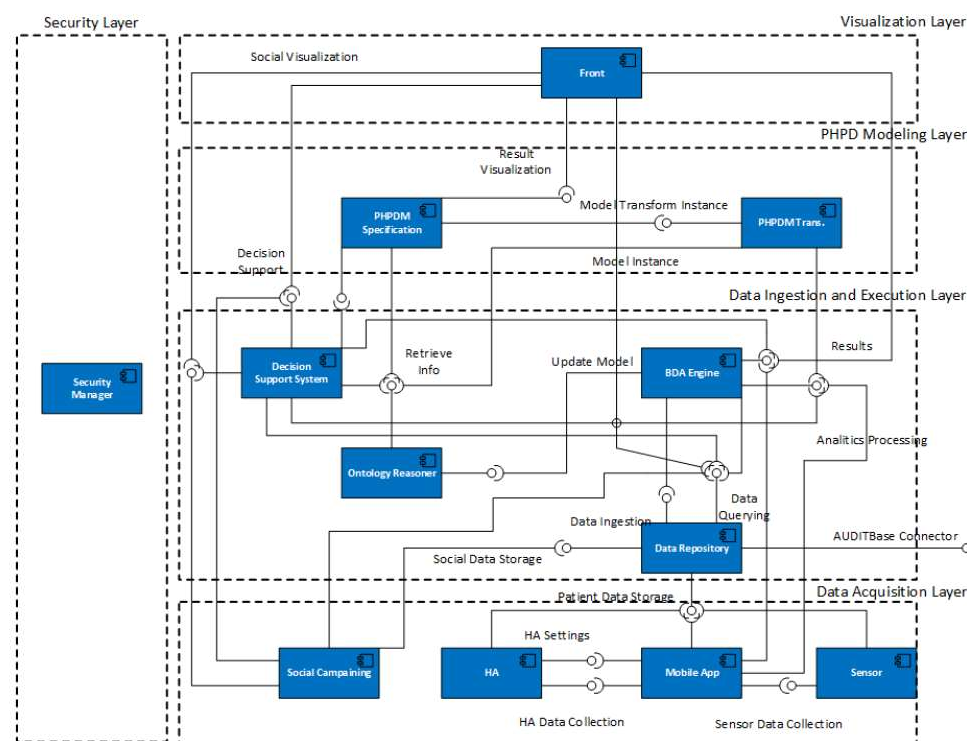 Security Layer
Visualization Layer
Social Visualization
Front
PHPD Modeling Layer
Result
Visualization
Model Transform Instance
PHPDM
Specification
PHPDM Trans.
Decision
Support
Model Instance
Data Ingestion and Execution Layer
Results
Retrieve
Info
Update Model
Decision
Support System
BDA Engine
Security
Manager
Analitics Processing
Ontology Reasoner
Data
Querying
Data Ingestion
AUDITBase Connector
Social Data Storage
Data Repository
Data Acquisition Layer
Patient Data Storage
HA Settings
Social Campaining
HA
Mobile App
Sensor
HA Data Collection
Sensor Data Collection